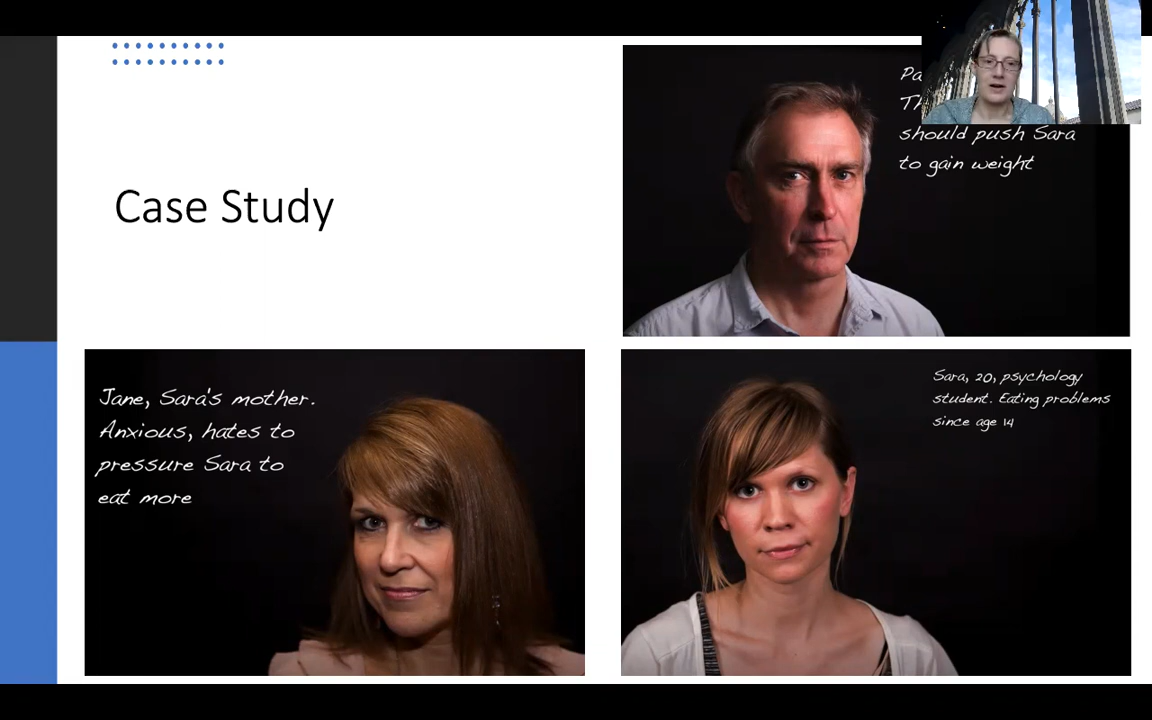 Case Study
should push Sara
to gain weight
Jane, Sara's mother.
Anxious, hates to
pressure Sara to
eat more
Sara, 20, psychology
student. Eating problems
since age 14